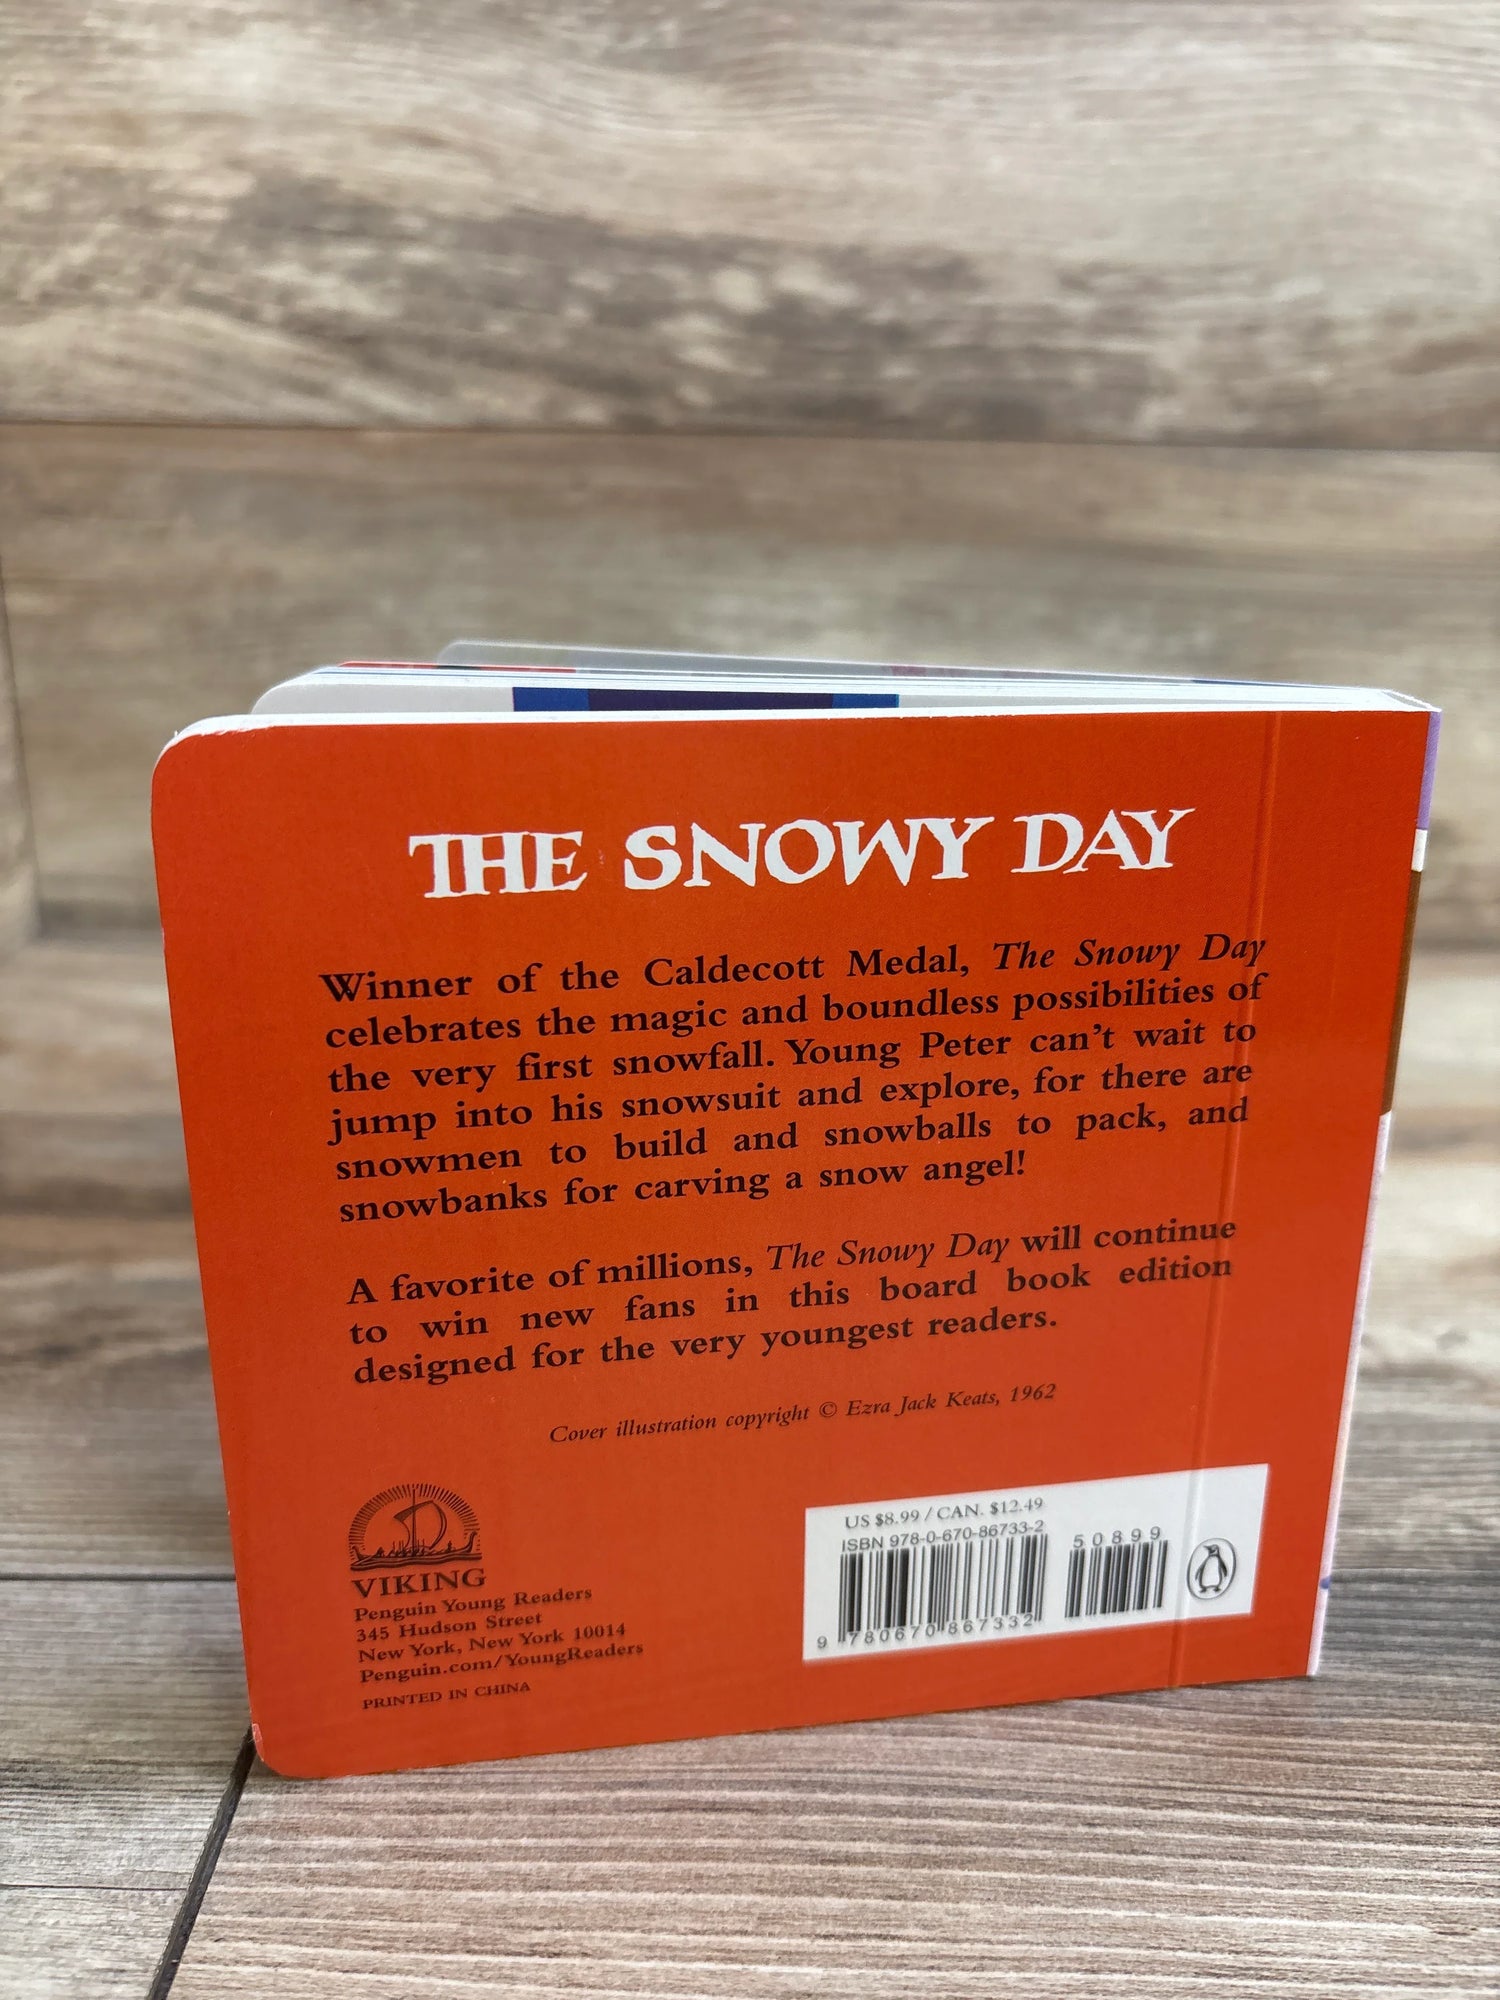 THE SNOWY DAY
Winner of the Caldecott Medal, The Snowy Day
celebrates the magic and boundless possibilities of
the very first snowfall. Young Peter can't wait to
jump into his snowsuit and explore, for there are
snowmen to build and snowballs to pack, and
snowbanks for carving a snow angel!
A favorite of millions, The Snowy Day will continue
to win new fans in this board book edition
designed for the very youngest readers.
Cover illustration copyright © Ezra Jack Keats, 1962
VIKING
Penguin Young Readers
345 Hudson Street
New York, New York 10014
Penguin.com/YoungReaders
PRINTED IN CHINA
US $8.99 / CAN. $12.49
ISBN 978-0-670-86733-2
50899
9 780670 867332